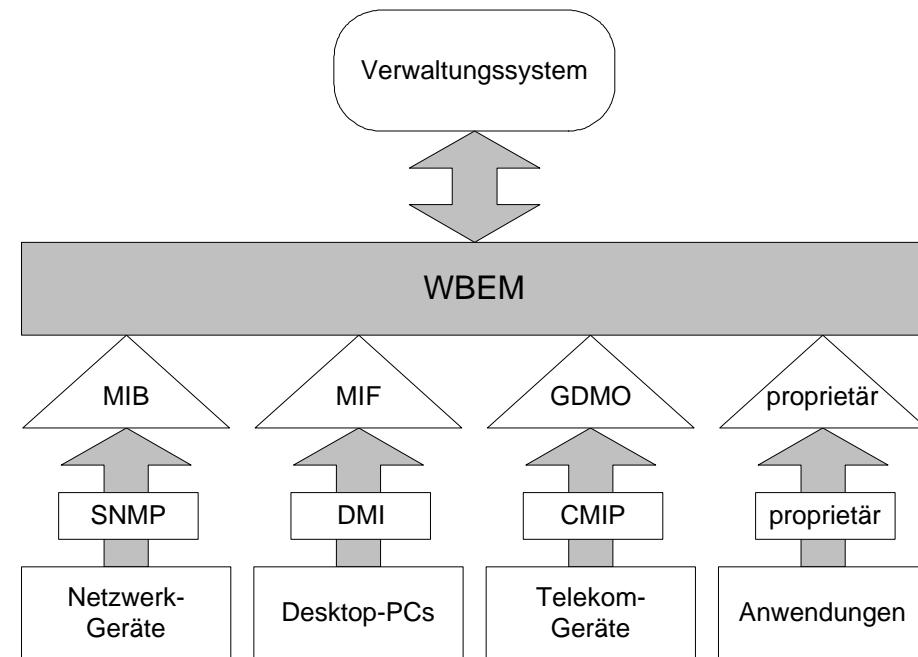 Verwaltungssystem
WBEM
MIB
MIF
GDMO
proprietär
SNMP
DMI
CMIP
proprietär
Netzwerk-
Geräte
Desktop-PCs
Telekom-
Geräte
Anwendungen